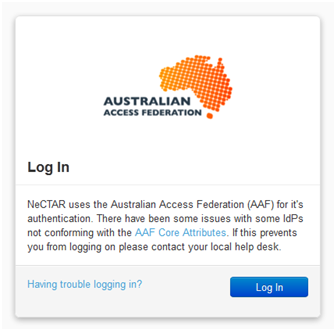 AUSTRALIAN
ACCESS FEDERATION
Log In
NeCTAR uses the Australian Access Federation (AAF) for it's
authentication. There have been some issues with some IdPs
not conforming with the AAF Core Attributes. If this prevents
you from logging on please contact your local help desk.
Having trouble logging in?
Log In